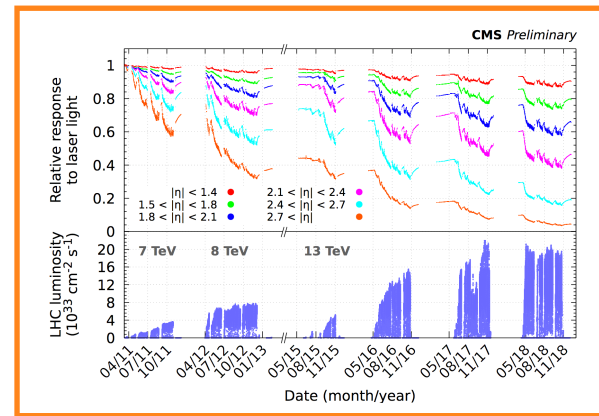 CMS Preliminary
Relative response
to laser light
1
0.8
0.6
0.4
0.2
0
|η| < 1.4
1.5 < |η| < 1.8
1.8 < |η| < 2.1
2.1 < |η| < 2.4
2.4 < |η| < 2.7
2.7 < |η|
LHC luminosity
(10³³ cm⁻² s⁻¹)
20
16
12
8
4
0
7 TeV
8 TeV
13 TeV
04/11
07/11
10/11
04/12
07/12
10/12
01/13
05/15
08/15
11/15
05/16
08/16
11/16
05/17
08/17
11/17
05/18
08/18
11/18
Date (month/year)